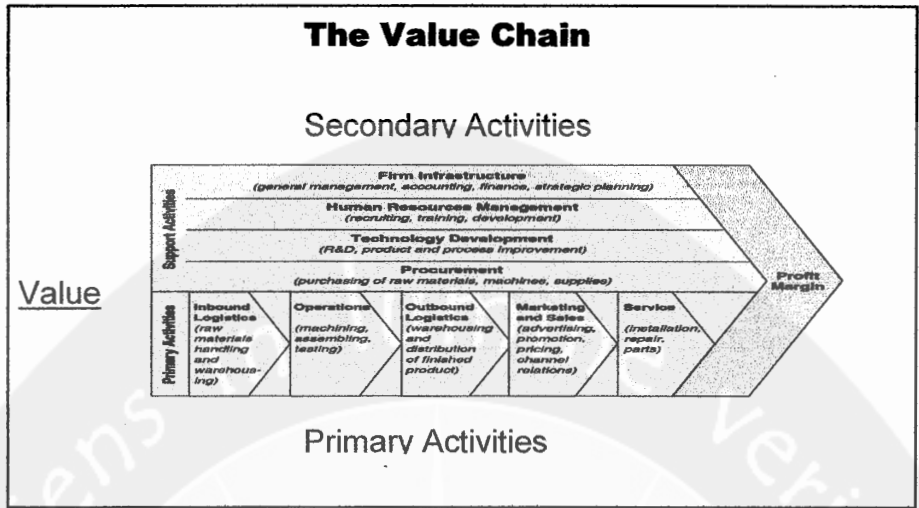 The Value Chain
Secondary Activities
Support Activities
Firm Infrastructure
(general management, accounting, finance, strategic planning)
Human Resources Management
(recruiting, training, development)
Technology Development
(R&D, product and process improvement)
Procurement
(purchasing of raw materials, machines, supplies)
Value
Profit
Margin
Primary Activities
Inbound
Logistics
(raw
materials
handling
and
warehous-
ing)
Operations
(machining,
assembling,
testing)
Outbound
Logistics
(warehousing
and
distribution
of finished
product)
Marketing
and Sales
(advertising,
promotion,
pricing,
channel
relations)
Service
(installation,
repair,
parts)
Primary Activities
ens in
veri